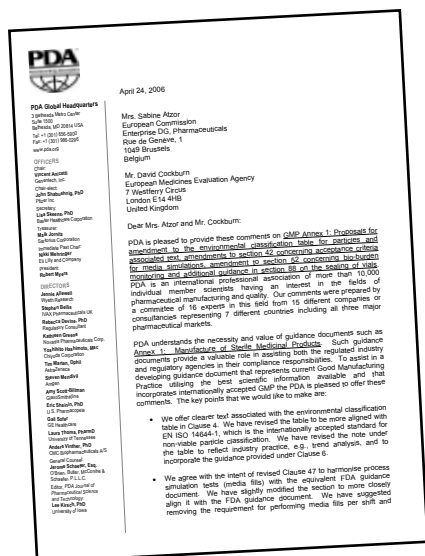 PDA
April 24, 2006
PDA Global Headquarters
3 Bethesda Metro Center
Suite 1500
Bethesda, MD 20814 USA
www.pda.org
OFFICERS
Chair:
Vincent Anicetti
Genentech, Inc.
Chair-elect:
John Shabushnig, PhD
Pfizer Inc
Secretary:
Lisa Skeens, PhD
Baxter Healthcare Corporation
Treasurer:
Maik Jornitz
Sartorius Corporation
Immediate Past Chair:
Nikki Mehringer
Eli Lilly and Company
President:
Robert Myers
DIRECTORS
Jennie Allewell
Wyeth Research
Stephen Bellis
IVAX Pharmaceuticals UK
Rebecca Devine, PhD
Regulatory Consultant
Kathleen Greene
Novartis Pharmaceuticals Corp.
Yoshihito Hashimoto, MSc
Chiyoda Corporation
Tim Marten, DPhil
AstraZeneca
Steven Mendivil
Amgen
Amy Scott-Billman
GlaxoSmithKline
Eric Sheinin, PhD
U.S. Pharmacopeia
Gail Sofer
GE Healthcare
Laura Thoma, PharmD
University of Tennessee
Anders Vinther, PhD
CMC Biopharmaceuticals A/S
General Counsel:
Jerome Schaefer, Esq.
O'Brien, Butler, McConihe &
Schaefer, P.L.L.C.
Editor, PDA Journal of
Pharmaceutical Science
and Technology:
Lee Kirsch, PhD
University of Iowa
Mrs. Sabine Atzor
European Commission
Enterprise DG, Pharmaceuticals
Rue de Genève, 1
1049 Brussels
Belgium
Mr. David Cockburn
European Medicines Evaluation Agency
7 Westferry Circus
London E14 4HB
United Kingdom
Dear Mrs. Atzor and Mr. Cockburn:
PDA is pleased to provide these comments on GMP Annex 1: Proposals for
amendment to the environmental classification table for particles and
associated text, amendments to section 42 concerning acceptance criteria
for media simulations, amendment to section 52 concerning bio-burden
monitoring and additional guidance in section 88 on the sealing of vials.
PDA is an international professional association of more than 10,000
individual member scientists having an interest in the fields of
pharmaceutical manufacturing and quality. Our comments were prepared by
a committee of 16 experts in this field from 15 different companies or
consultancies representing 7 different countries including all three major
pharmaceutical markets.
PDA understands the necessity and value of guidance documents such as
Annex 1: Manufacture of Sterile Medicinal Products. Such guidance
documents provide a valuable role in assisting both the regulated industry
and regulatory agencies in their compliance responsibilities. To assist in a
developing guidance document that represents current Good Manufacturing
Practice utilising the best scientific information available and that
incorporates internationally accepted GMP the PDA is pleased to offer these
comments. The key points that we would like to make are:
• We offer clearer text associated with the environmental classification
table in Clause 4. We have revised the table to be more aligned with
EN ISO 14644-1, which is the internationally accepted standard for
non-viable particle classification. We have revised the note under
the table to reflect industry practice, e.g., trend analysis, and to
incorporate the guidance provided under Clause 6.
• We agree with the intent of revised Clause 47 to harmonise process
simulation tests (media fills) with the equivalent FDA guidance
document. We have slightly modified the section to more closely
align it with the FDA guidance document. We have suggested
removing the requirement for performing media fills per shift and